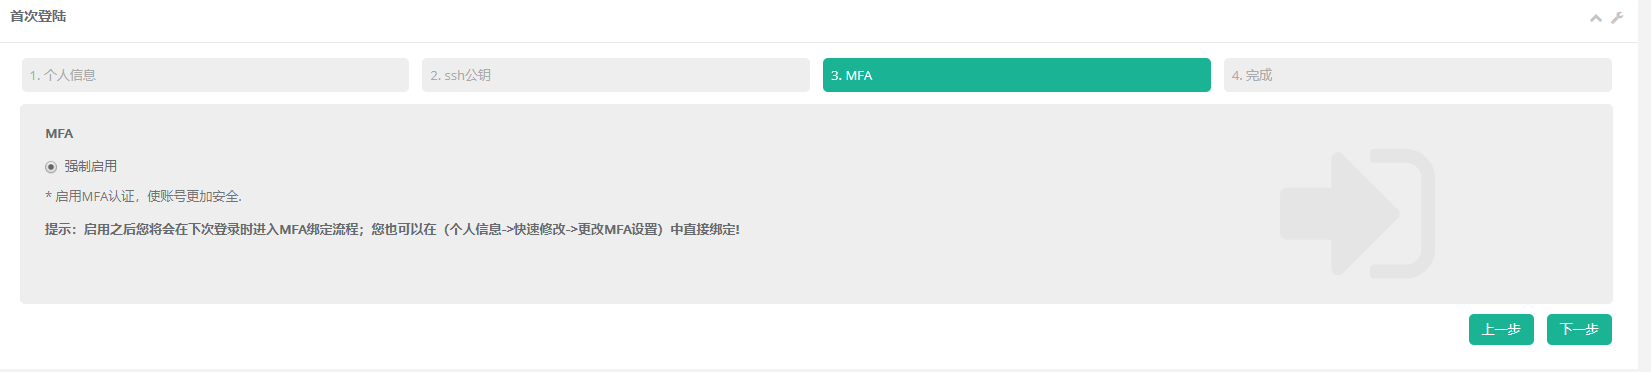 首次登陆
1. 个人信息
2. ssh公钥
3. MFA
4. 完成
MFA
强制启用
* 启用MFA认证，使账号更加安全.
提示：启用之后您将会在下次登录时进入MFA绑定流程；您也可以在（个人信息->快速修改->更改MFA设置）中直接绑定!
上一步
下一步